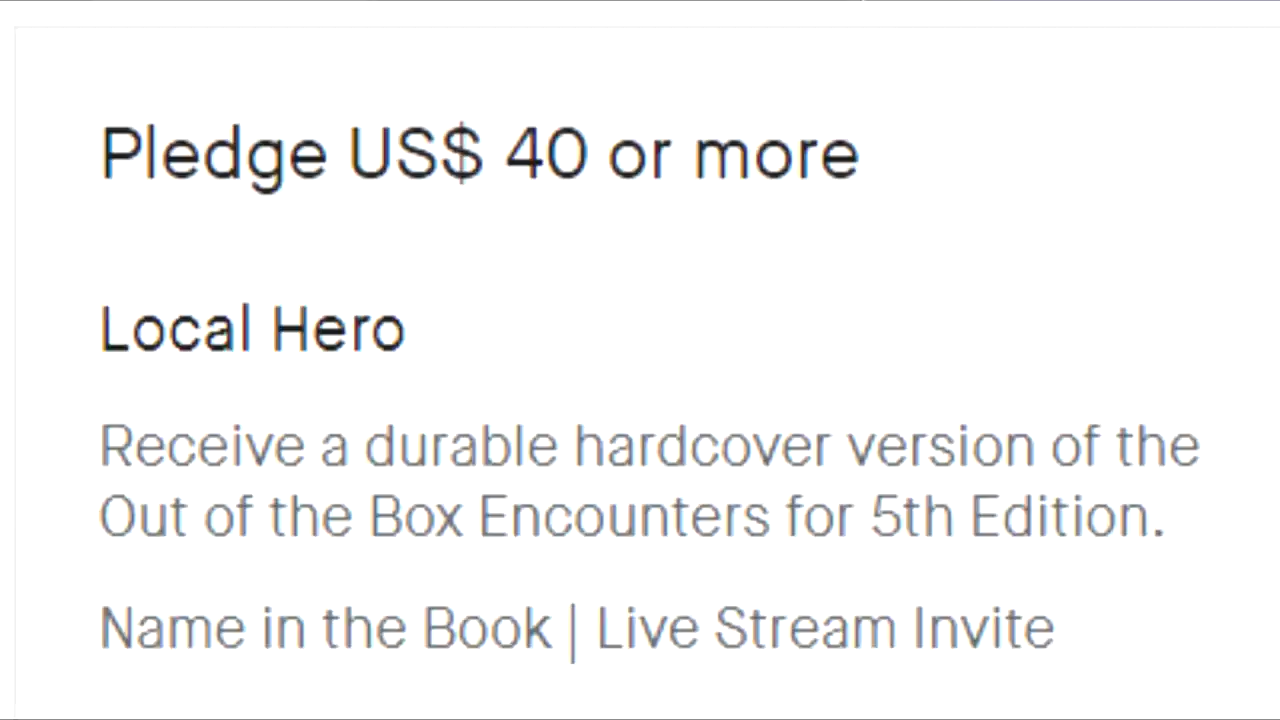 Pledge US$ 40 or more
Local Hero
Receive a durable hardcover version of the
Out of the Box Encounters for 5th Edition.
Name in the Book | Live Stream Invite